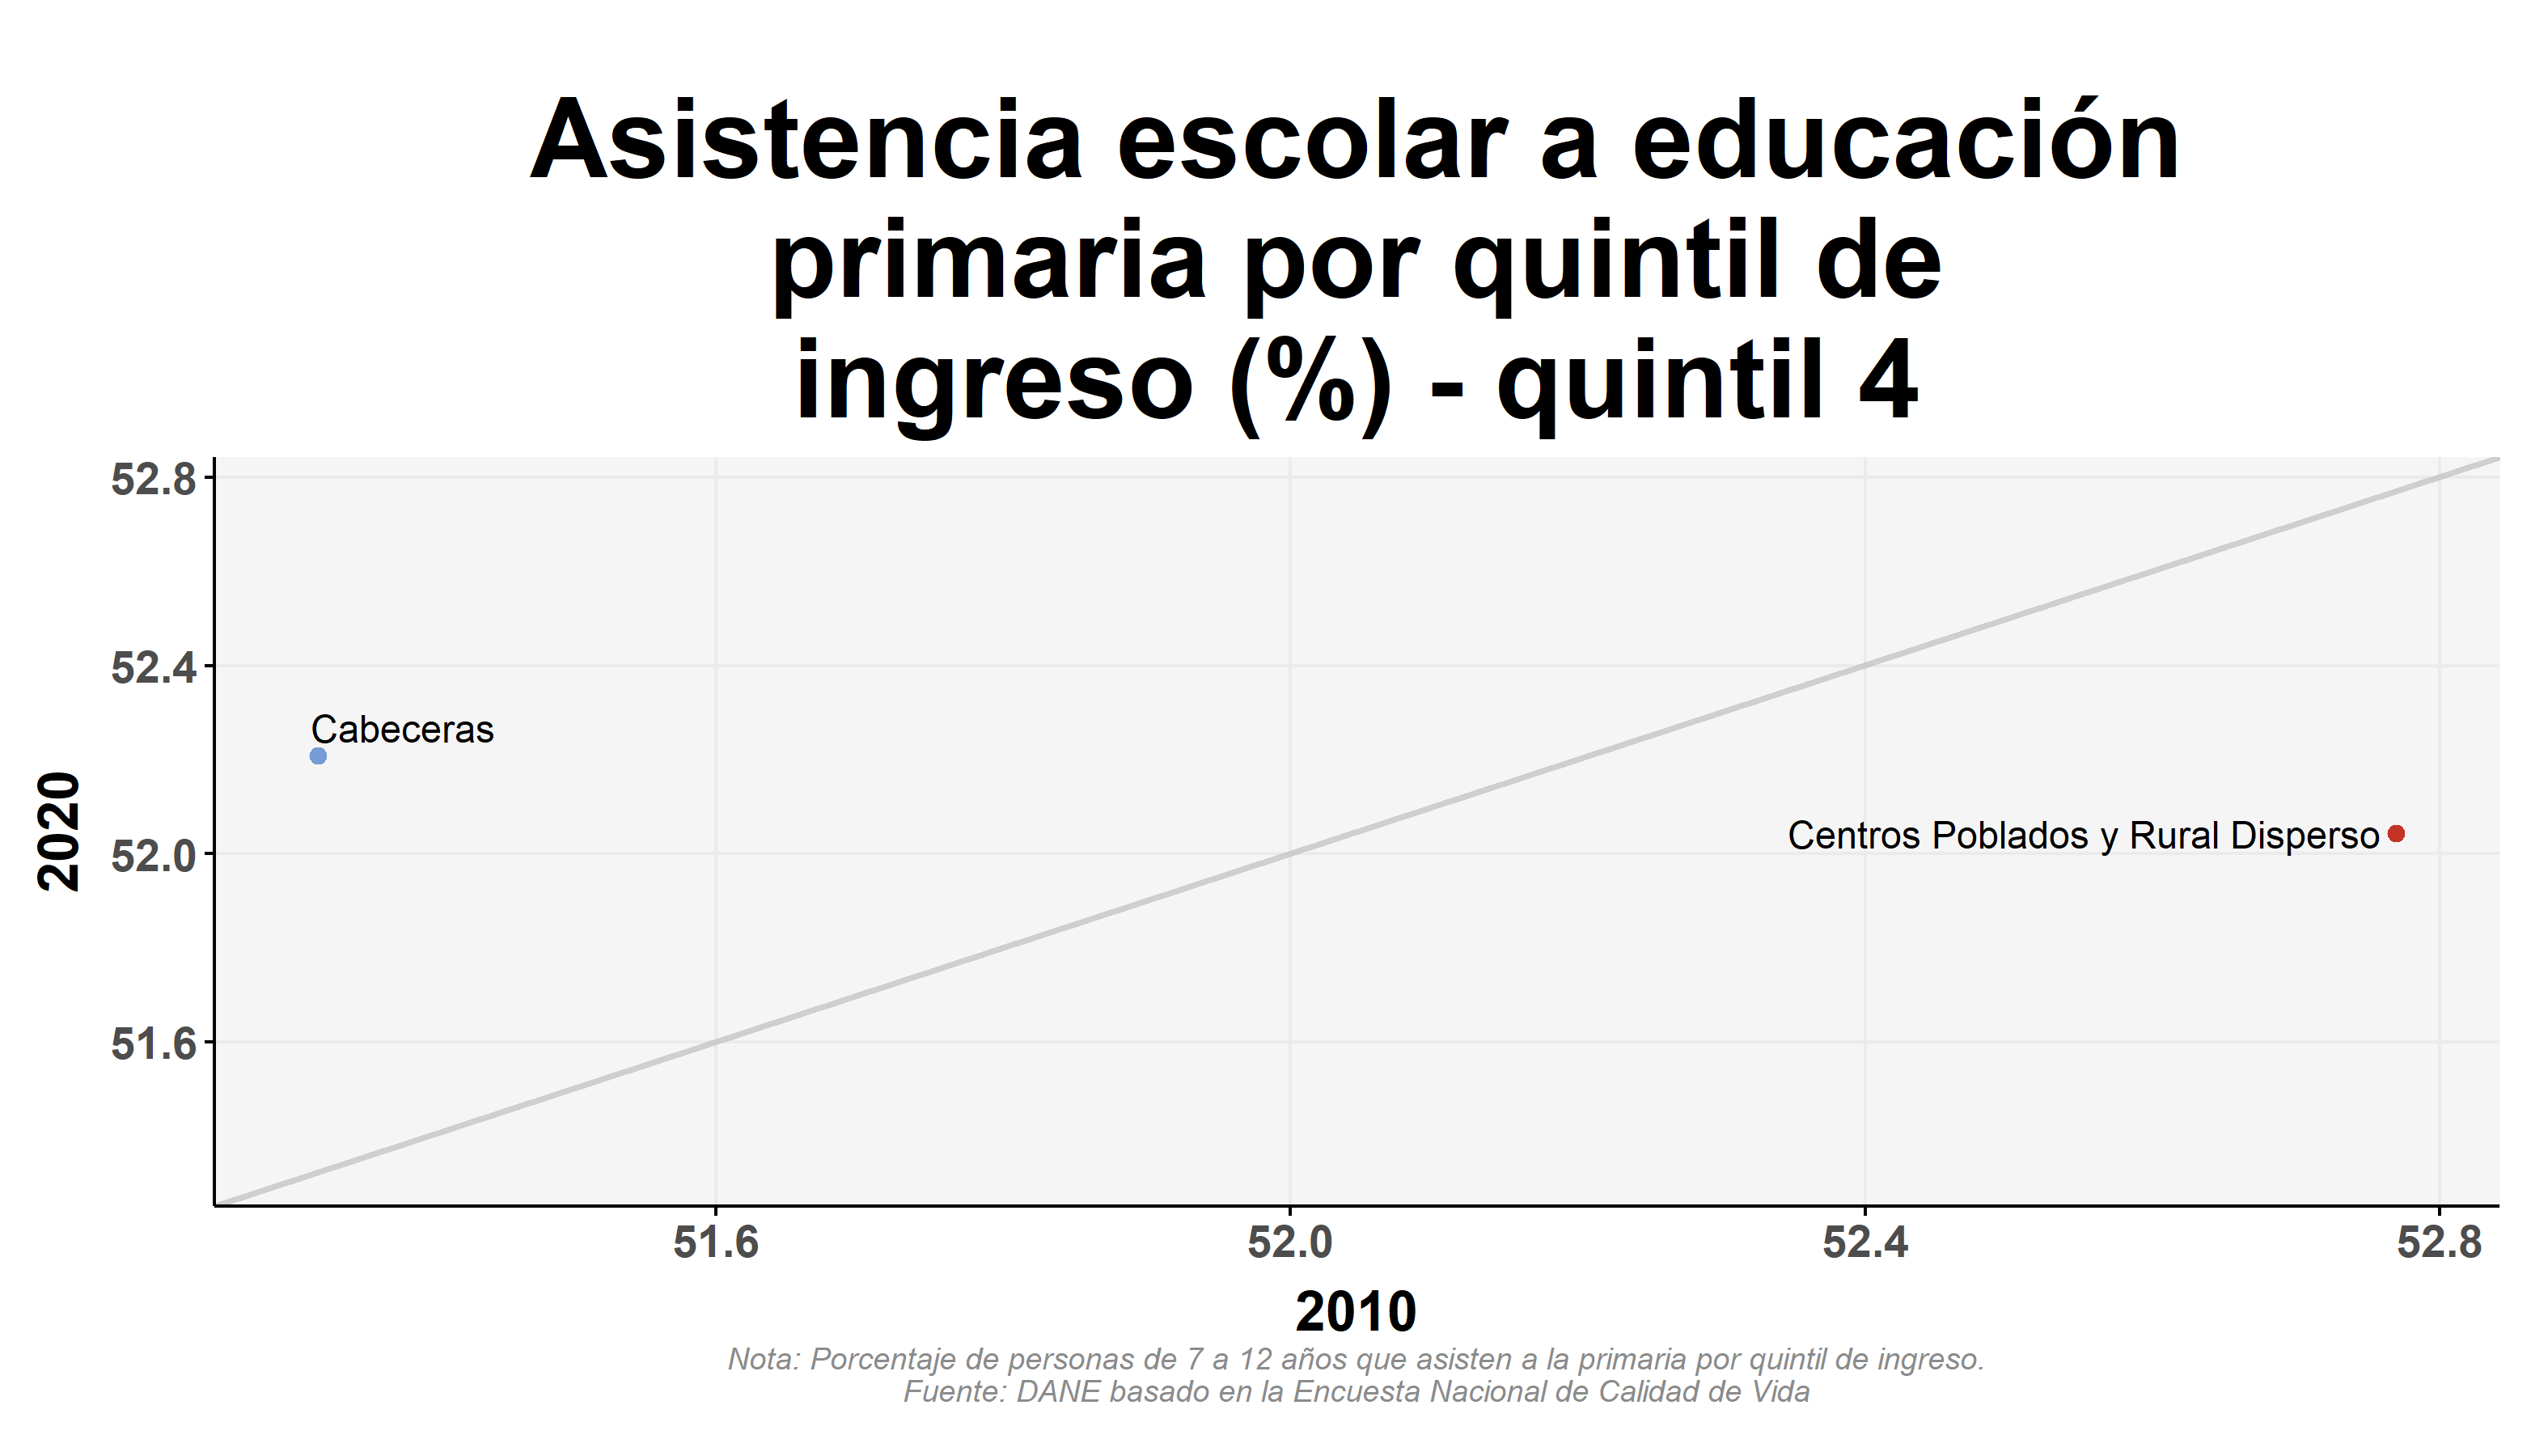 Asistencia escolar a educación
primaria por quintil de
ingreso (%) - quintil 4
52.8
52.4
Cabeceras
2020
52.0
Centros Poblados y Rural Disperso
51.6
51.6
52.0
52.4
52.8
2010
Nota: Porcentaje de personas de 7 a 12 años que asisten a la primaria por quintil de ingreso.
Fuente: DANE basado en la Encuesta Nacional de Calidad de Vida